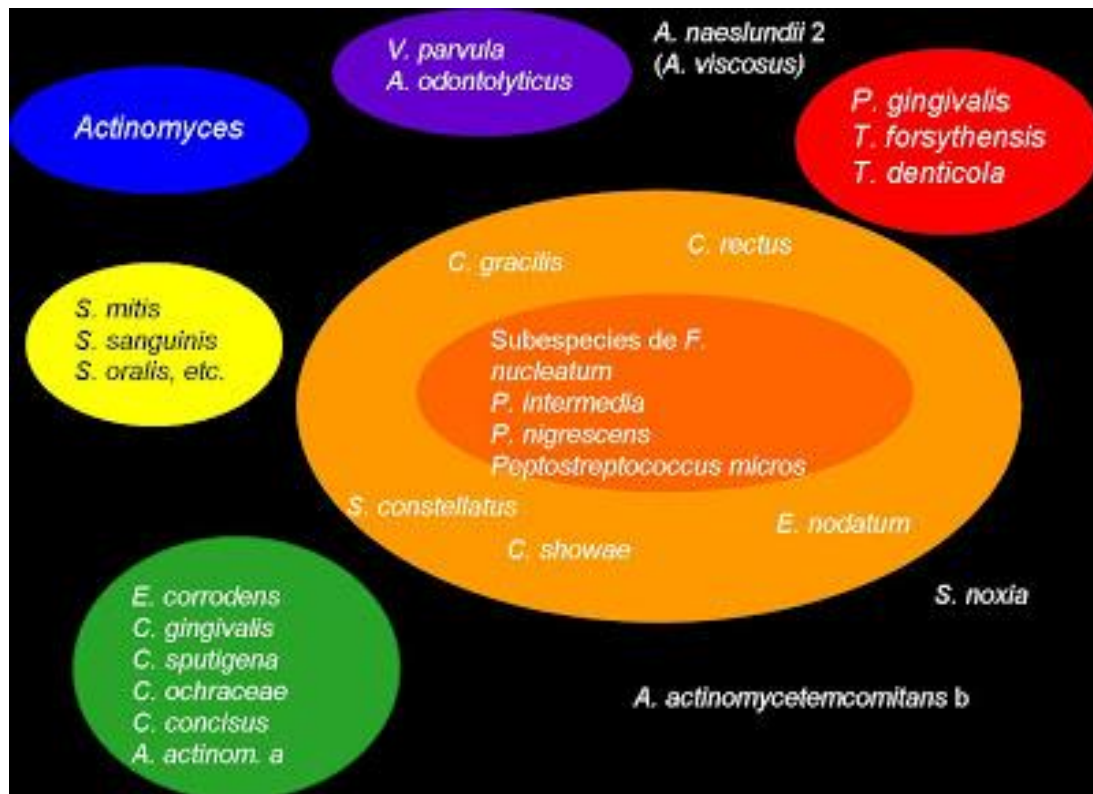 V. parvula
A. odontolyticus
A. naeslundii 2
(A. viscosus)
Actinomyces
P. gingivalis
T. forsythensis
T. denticola
C. gracilis
C. rectus
S. mitis
S. sanguinis
S. oralis, etc.
Subespecies de F.
nucleatum
P. intermedia
P. nigrescens
Peptostreptococcus micros
S. constellatus
E. nodatum
C. showae
E. corrodens
C. gingivalis
C. sputigena
C. ochraceae
C. concisus
A. actinom. a
S. noxia
A. actinomycetemcomitans b